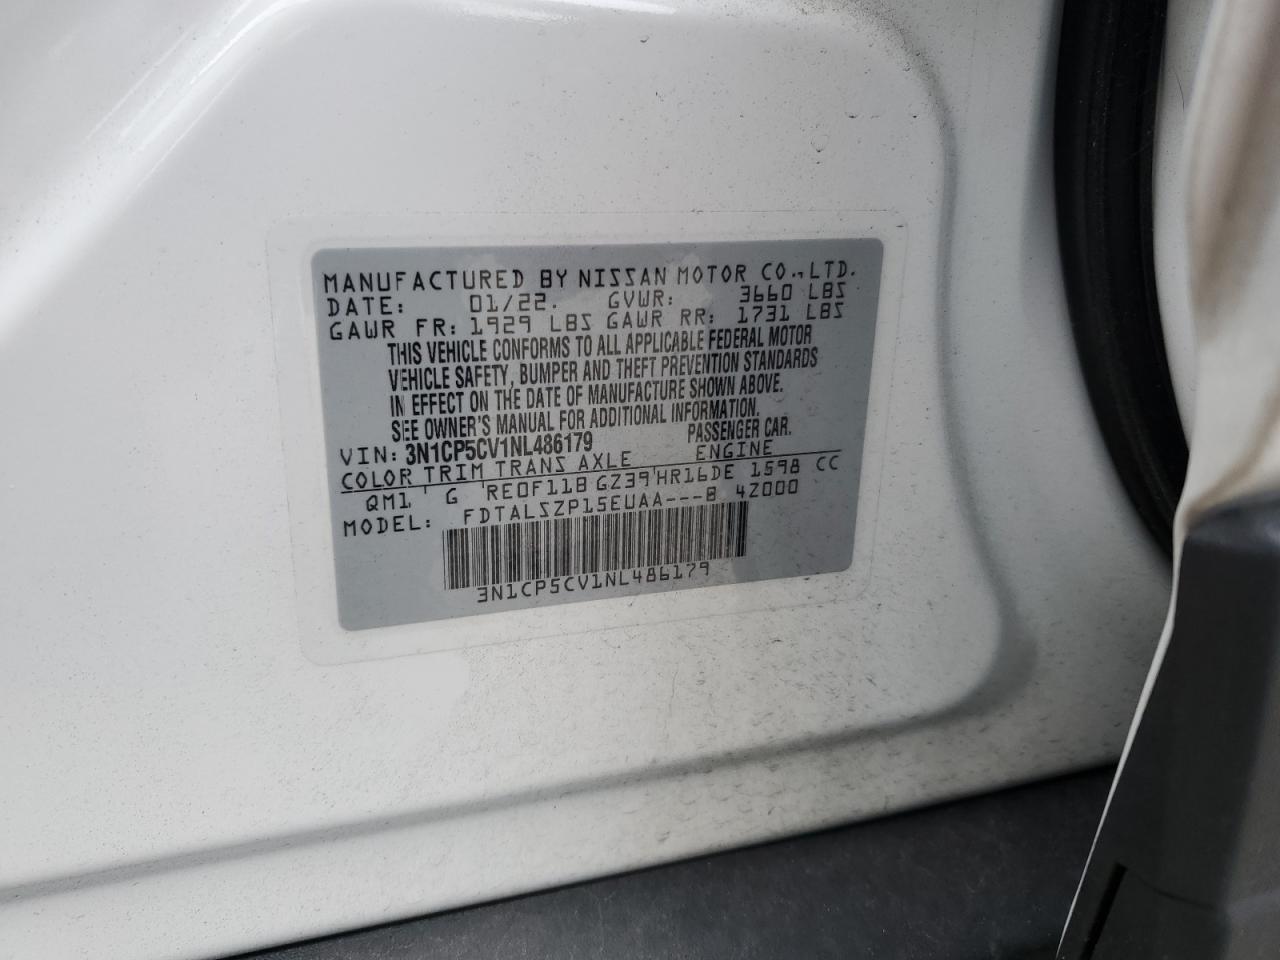 MANUFACTURED BY NISSAN MOTOR CO.,LTD.
DATE: 01/22. GVWR: 3660 LBS
GAWR FR: 1929 LBS GAWR RR: 1731 LBS
THIS VEHICLE CONFORMS TO ALL APPLICABLE FEDERAL MOTOR
VEHICLE SAFETY, BUMPER AND THEFT PREVENTION STANDARDS
IN EFFECT ON THE DATE OF MANUFACTURE SHOWN ABOVE.
SEE OWNER'S MANUAL FOR ADDITIONAL INFORMATION.
VIN: 3N1CP5CV1NL486179 PASSENGER CAR.
COLOR TRIM TRANS AXLE ENGINE
QM1 G RE0F11B GZ39 HR16DE 1598 CC
MODEL: FDTALSZP15EUAA---B 4Z000
3N1CP5CV1NL486179